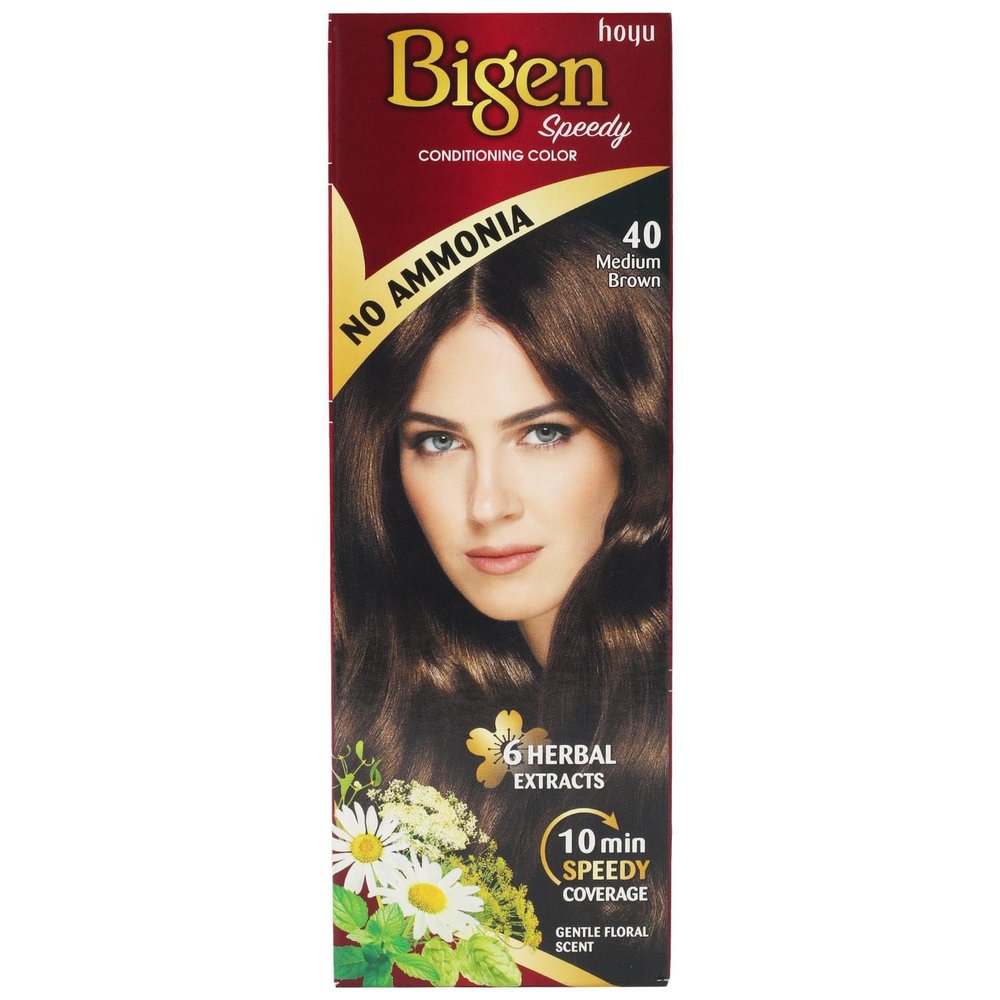 hoyu
Bigen
Speedy
CONDITIONING COLOR
NO AMMONIA
40
Medium
Brown
6 HERBAL
EXTRACTS
10 min
SPEEDY
COVERAGE
GENTLE FLORAL
SCENT